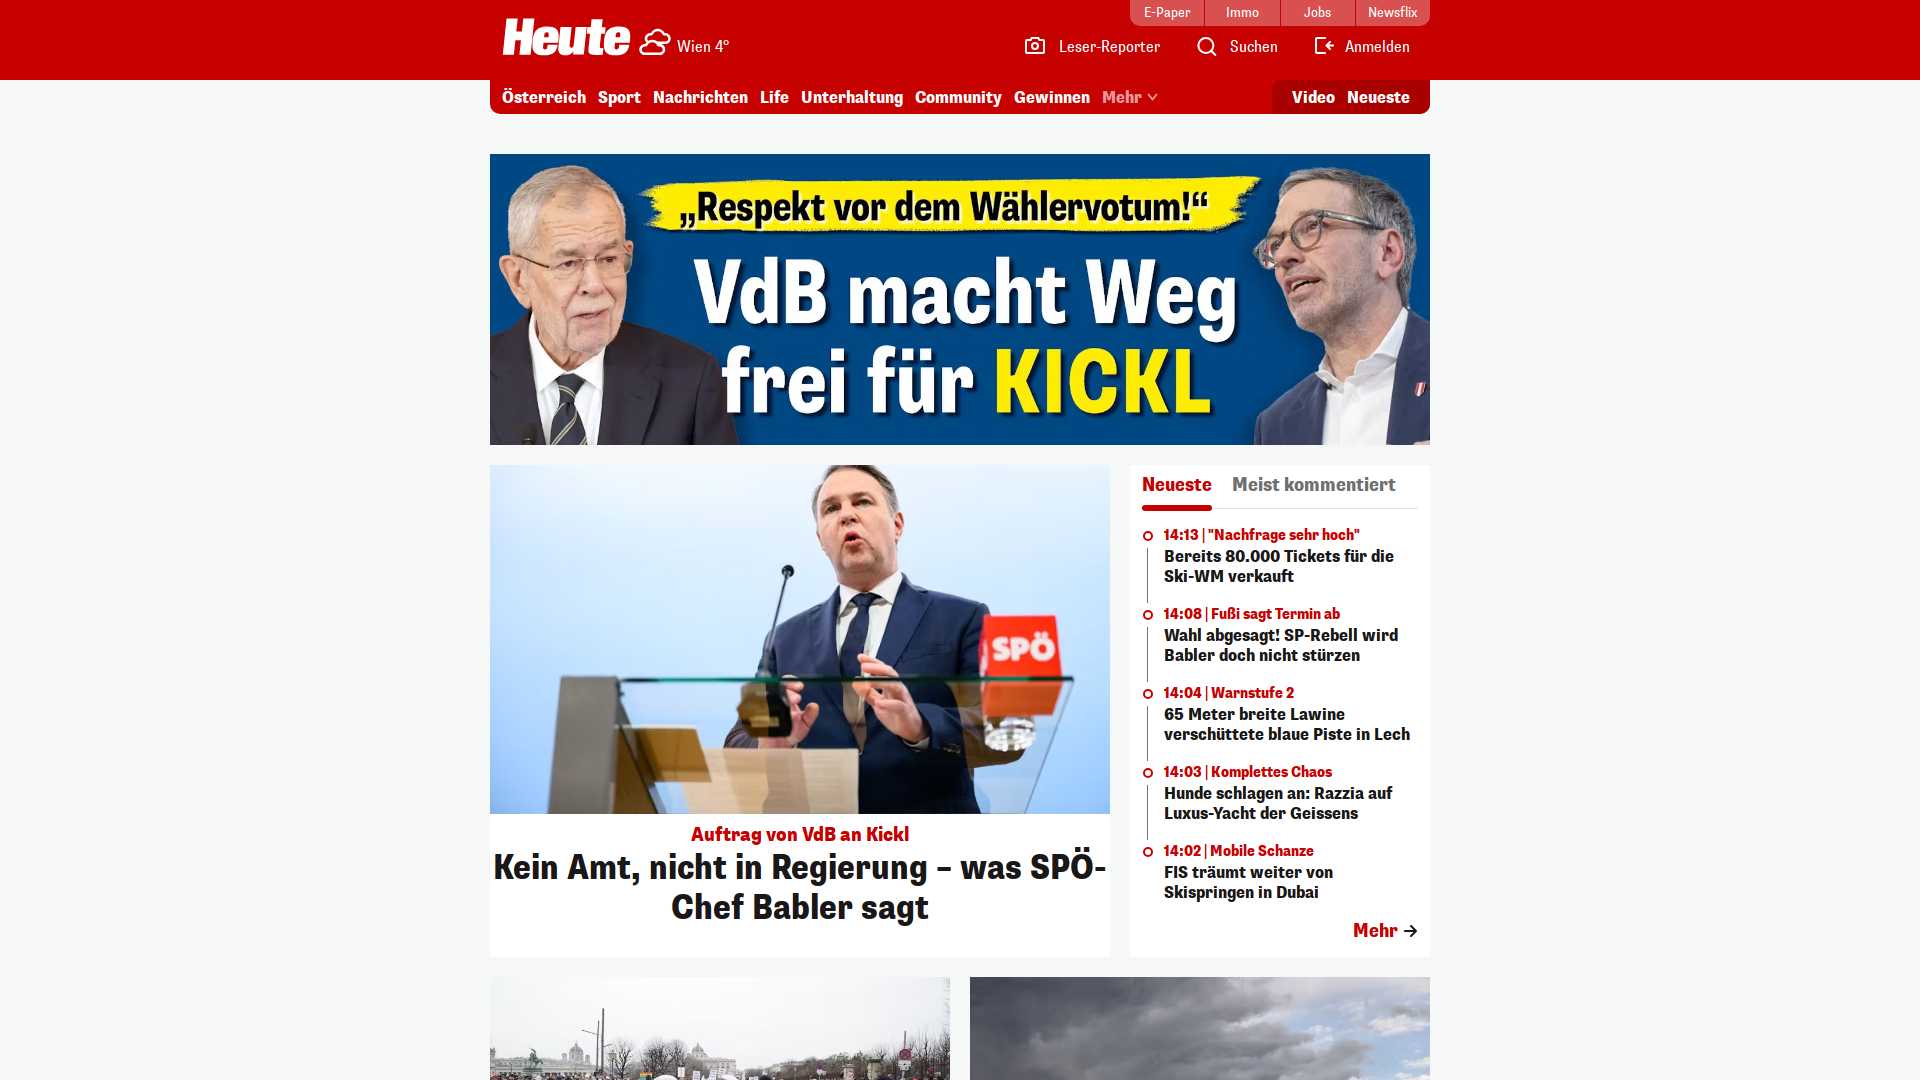 E-Paper
Immo
Jobs
Newsflix
Heute
Wien 4°
Leser-Reporter
Suchen
Anmelden
Österreich
Sport
Nachrichten
Life
Unterhaltung
Community
Gewinnen
Mehr
Video
Neueste
„Respekt vor dem Wählervotum!“
VdB macht Weg
frei für KICKL
SPÖ
Auftrag von VdB an Kickl
Kein Amt, nicht in Regierung – was SPÖ-
Chef Babler sagt
Neueste
Meist kommentiert
14:13 | "Nachfrage sehr hoch"
Bereits 80.000 Tickets für die
Ski-WM verkauft
14:08 | Fußi sagt Termin ab
Wahl abgesagt! SP-Rebell wird
Babler doch nicht stürzen
14:04 | Warnstufe 2
65 Meter breite Lawine
verschüttete blaue Piste in Lech
14:03 | Komplettes Chaos
Hunde schlagen an: Razzia auf
Luxus-Yacht der Geissens
14:02 | Mobile Schanze
FIS träumt weiter von
Skispringen in Dubai
Mehr